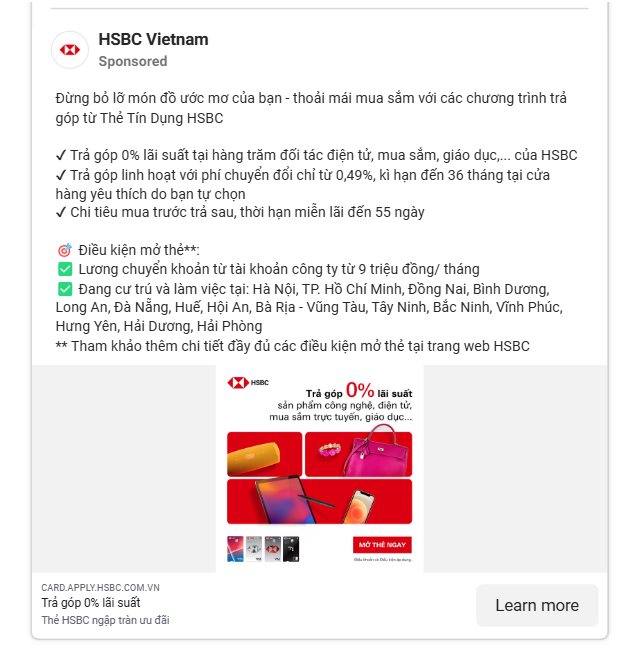 HSBC Vietnam
Sponsored
Đừng bỏ lỡ món đồ ước mơ của bạn - thoải mái mua sắm với các chương trình trả
góp từ Thẻ Tín Dụng HSBC
✓ Trả góp 0% lãi suất tại hàng trăm đối tác điện tử, mua sắm, giáo dục,... của HSBC
✓ Trả góp linh hoạt với phí chuyển đổi chỉ từ 0,49%, kì hạn đến 36 tháng tại cửa
hàng yêu thích do bạn tự chọn
✓ Chi tiêu mua trước trả sau, thời hạn miễn lãi đến 55 ngày
🎯 Điều kiện mở thẻ**:
✅ Lương chuyển khoản từ tài khoản công ty từ 9 triệu đồng/ tháng
✅ Đang cư trú và làm việc tại: Hà Nội, TP. Hồ Chí Minh, Đồng Nai, Bình Dương,
Long An, Đà Nẵng, Huế, Hội An, Bà Rịa - Vũng Tàu, Tây Ninh, Bắc Ninh, Vĩnh Phúc,
Hưng Yên, Hải Dương, Hải Phòng
** Tham khảo thêm chi tiết đầy đủ các điều kiện mở thẻ tại trang web HSBC
HSBC
Trả góp 0% lãi suất
sản phẩm công nghệ, điện tử,
mua sắm trực tuyến, giáo dục...
MỞ THẺ NGAY
Điều khoản và Điều kiện áp dụng.
CARD.APPLY.HSBC.COM.VN
Trả góp 0% lãi suất
Thẻ HSBC ngập tràn ưu đãi
Learn more